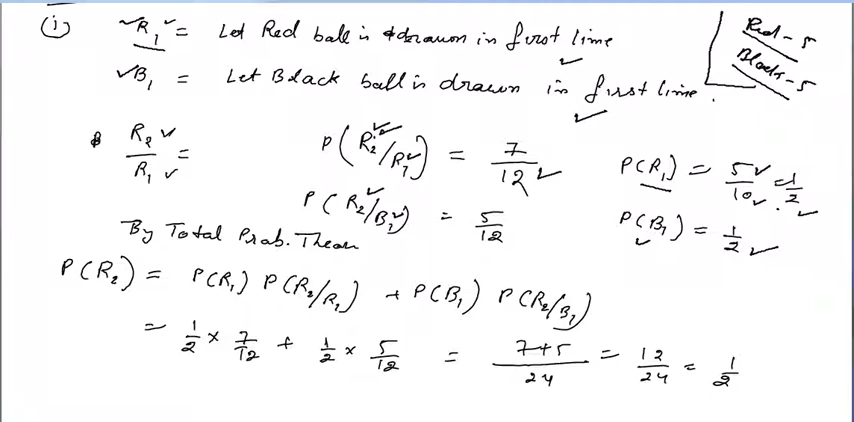 (i) R₁ = Let Red ball is drawn in first time
B₁ = Let Black ball is drawn in first time.
Red - 5
Black - 5
R₂/R₁ =
P(R₂/R₁) = 7/12
P(R₂/B₁) = 5/12
P(R₁) = 5/10 = 1/2
P(B₁) = 1/2
By Total Prob. Theom
P(R₂) = P(R₁) P(R₂/R₁) + P(B₁) P(R₂/B₁)
= 1/2 × 7/12 + 1/2 × 5/12 = 7+5/24 = 12/24 = 1/2